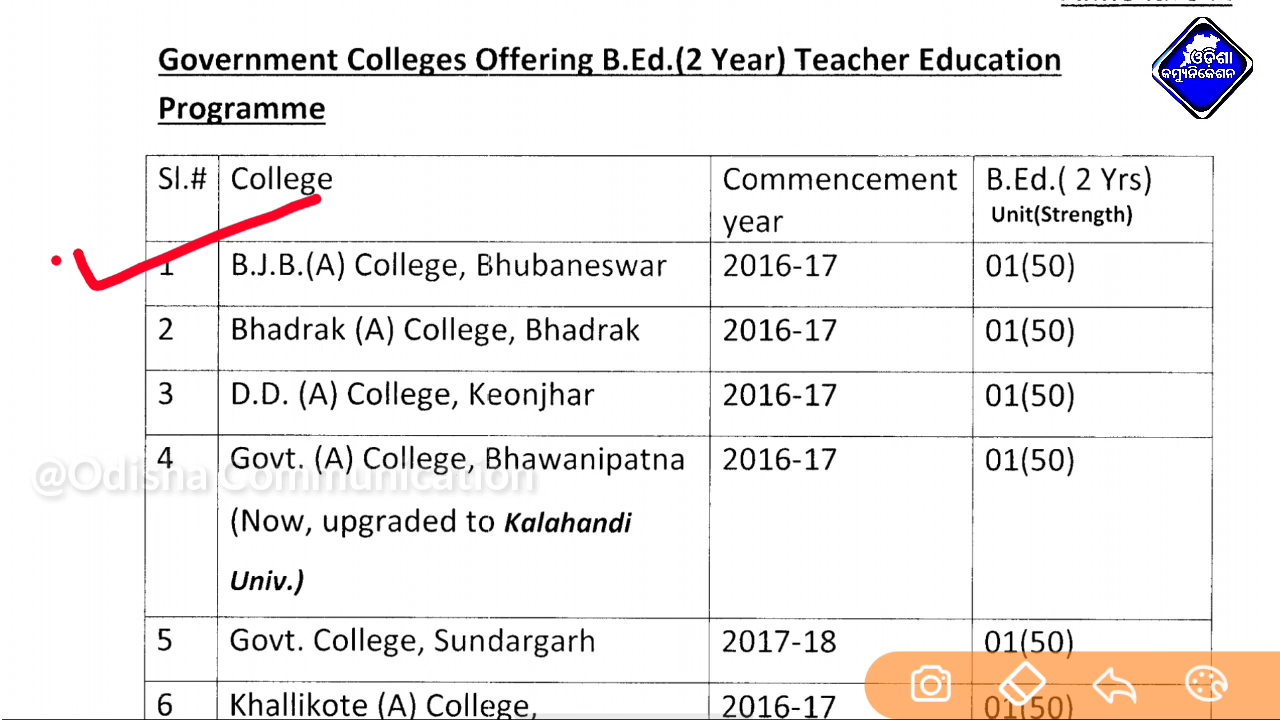 Government Colleges Offering B.Ed.(2 Year) Teacher Education
Programme
ଓଡ଼ିଶା
କମ୍ୟୁନିକେଶନ
Sl.# College Commencement year B.Ed.( 2 Yrs) Unit(Strength)
1 B.J.B.(A) College, Bhubaneswar 2016-17 01(50)
2 Bhadrak (A) College, Bhadrak 2016-17 01(50)
3 D.D. (A) College, Keonjhar 2016-17 01(50)
4 Govt. (A) College, Bhawanipatna 2016-17 01(50)
@Odisha Communication
(Now, upgraded to Kalahandi
Univ.)
5 Govt. College, Sundargarh 2017-18 01(50)
6 Khallikote (A) College, 2016-17 01(50)